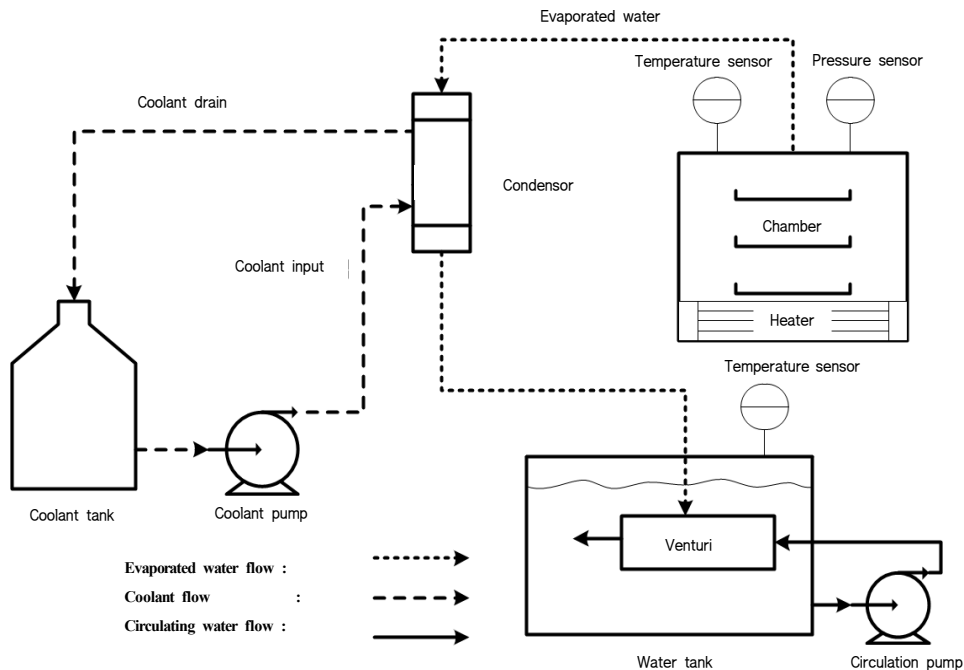 Evaporated water
Temperature sensor
Pressure sensor
Coolant drain
Condensor
Chamber
Coolant input
Heater
Temperature sensor
Coolant tank
Coolant pump
Venturi
Evaporated water flow :
Coolant flow :
Circulating water flow :
Water tank
Circulation pump